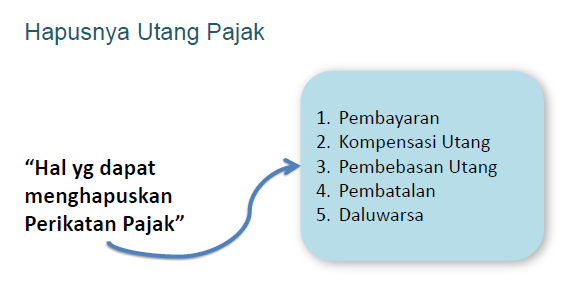 Hapusnya Utang Pajak
“Hal yg dapat
menghapuskan
Perikatan Pajak”
1. Pembayaran
2. Kompensasi Utang
3. Pembebasan Utang
4. Pembatalan
5. Daluwarsa